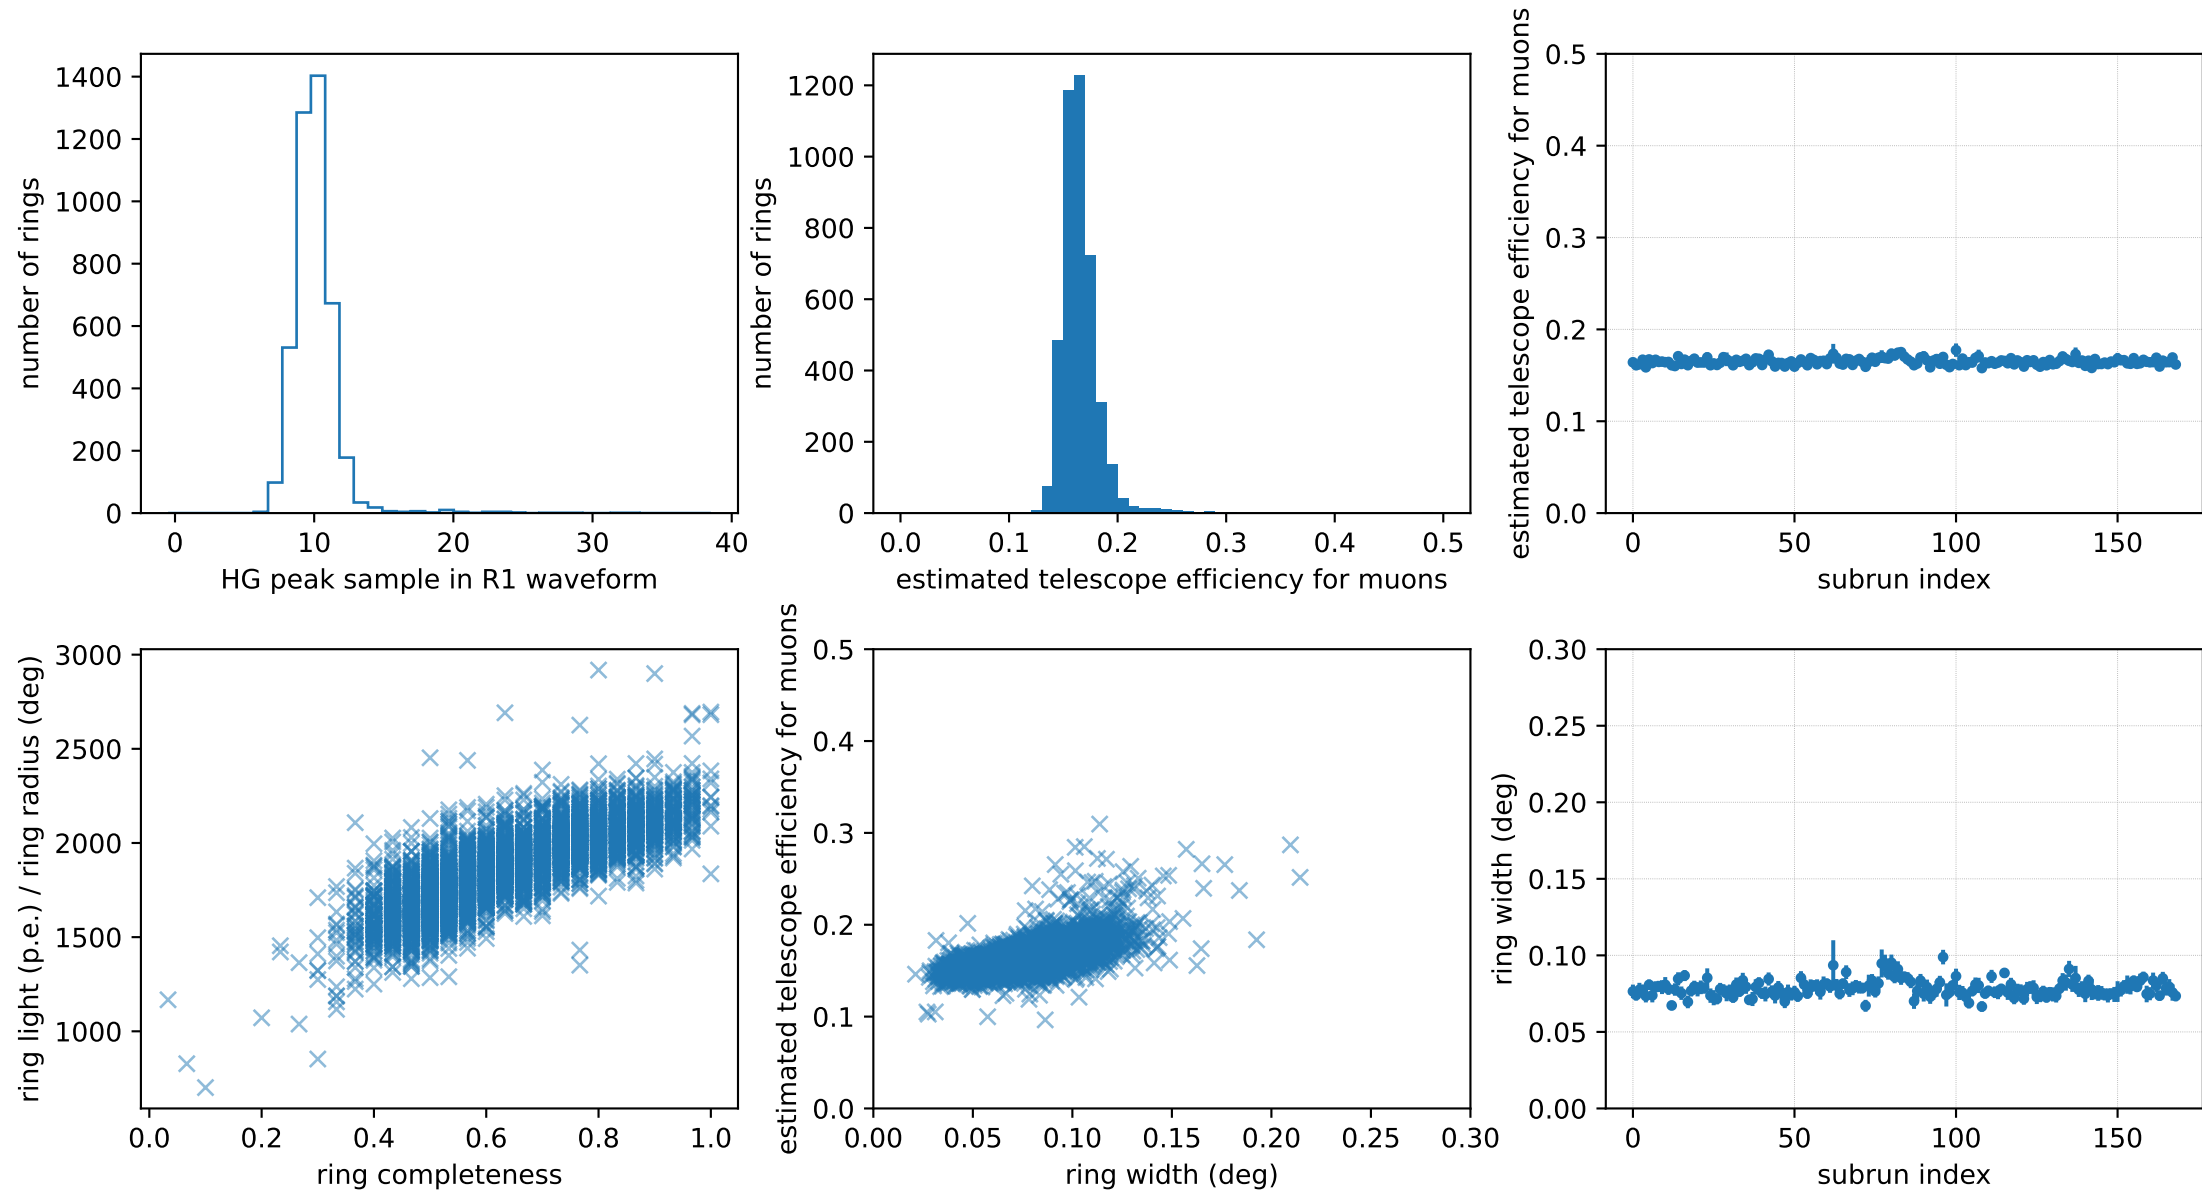 number of rings
1400
1200
1000
800
600
400
200
0
0 10 20 30 40
HG peak sample in R1 waveform
number of rings
1200
1000
800
600
400
200
0
0.0 0.1 0.2 0.3 0.4 0.5
estimated telescope efficiency for muons
estimated telescope efficiency for muons
0.5
0.4
0.3
0.2
0.1
0.0
0 50 100 150
subrun index
ring light (p.e.) / ring radius (deg)
3000
2500
2000
1500
1000
0.0 0.2 0.4 0.6 0.8 1.0
ring completeness
estimated telescope efficiency for muons
0.5
0.4
0.3
0.2
0.1
0.0
0.00 0.05 0.10 0.15 0.20 0.25 0.30
ring width (deg)
ring width (deg)
0.30
0.25
0.20
0.15
0.10
0.05
0.00
0 50 100 150
subrun index